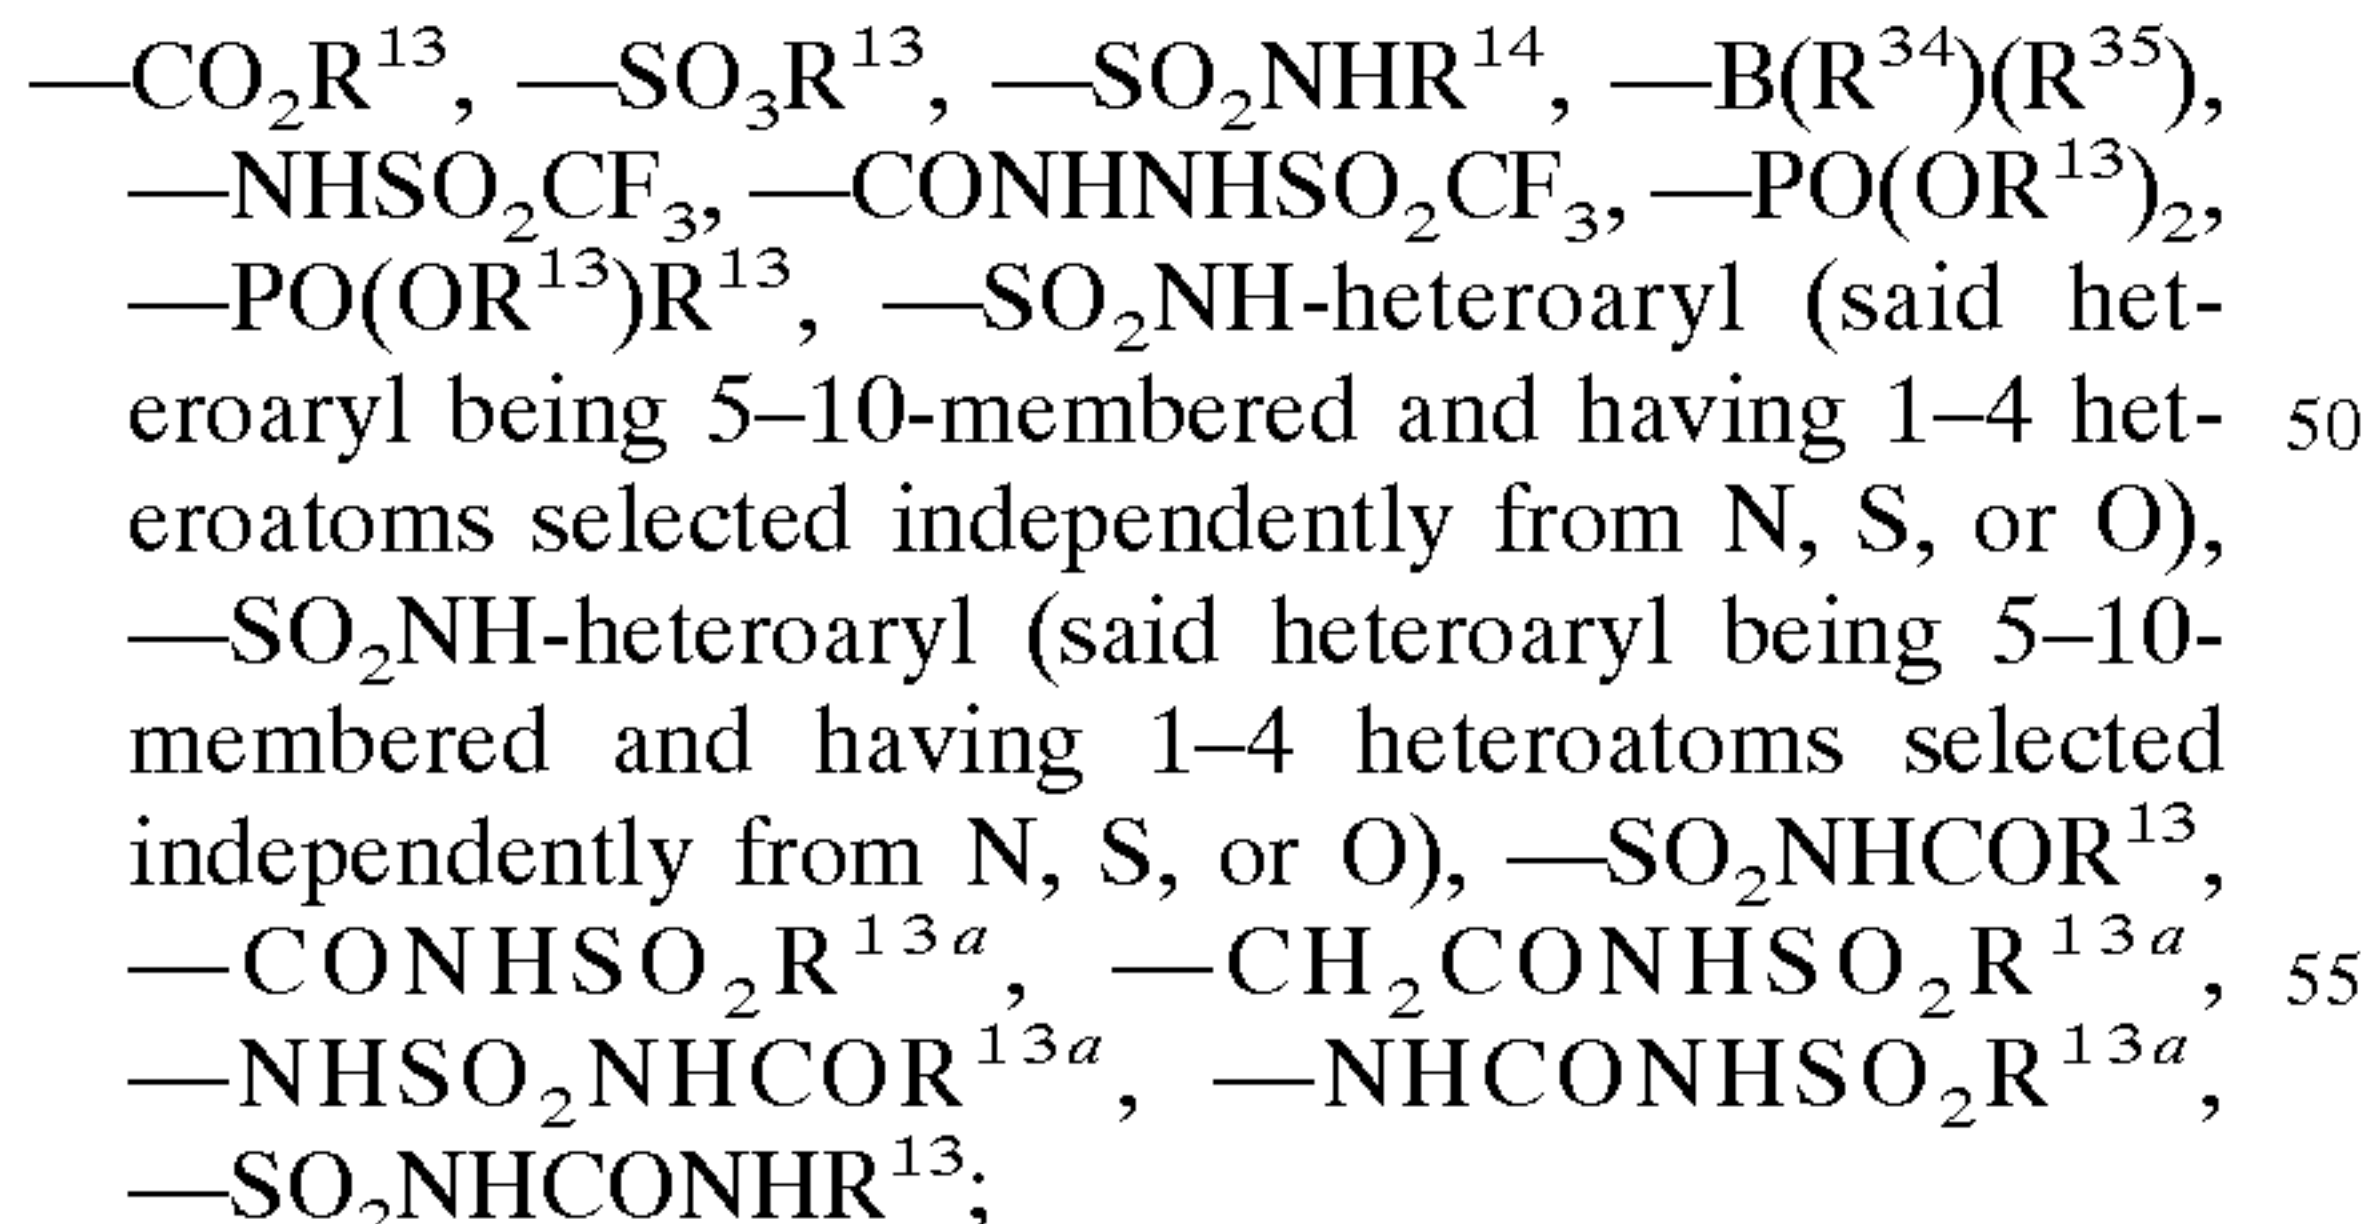 —CO₂R¹³, —SO₃R¹³, —SO₂NHR¹⁴, —B(R³⁴)(R³⁵),
—NHSO₂CF₃, —CONHNHSO₂CF₃, —PO(OR¹³)₂,
—PO(OR¹³)R¹³, —SO₂NH-heteroaryl (said het-
eroaryl being 5–10-membered and having 1–4 het- 50
eroatoms selected independently from N, S, or O),
—SO₂NH-heteroaryl (said heteroaryl being 5–10-
membered and having 1–4 heteroatoms selected
independently from N, S, or O), —SO₂NHCOR¹³,
—CONHSO₂R¹³ᵃ, —CH₂CONHSO₂R¹³ᵃ, 55
—NHSO₂NHCOR¹³ᵃ, —NHCONHSO₂R¹³ᵃ,
—SO₂NHCONHR¹³;